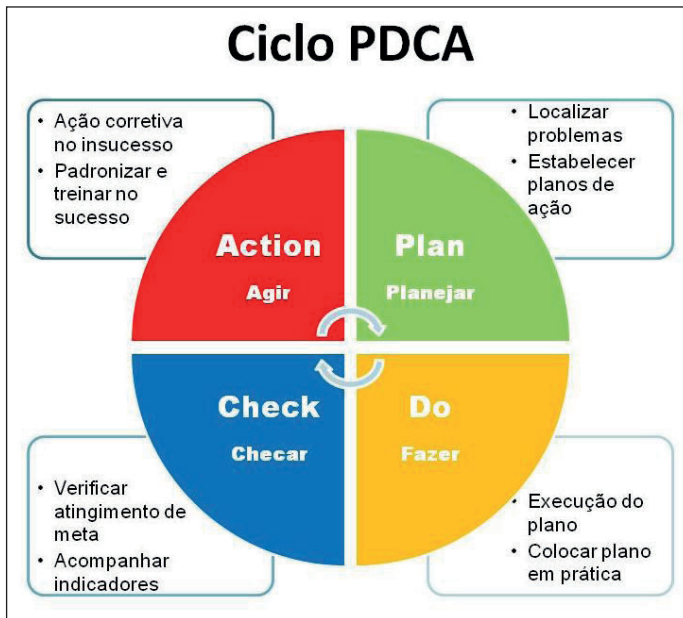 Ciclo PDCA
• Ação corretiva
no insucesso
• Padronizar e
treinar no
sucesso
• Localizar
problemas
• Estabelecer
planos de
ação
Action
Agir
Plan
Planejar
Check
Checar
Do
Fazer
• Verificar
atingimento de
meta
• Acompanhar
indicadores
• Execução do
plano
• Colocar plano
em prática